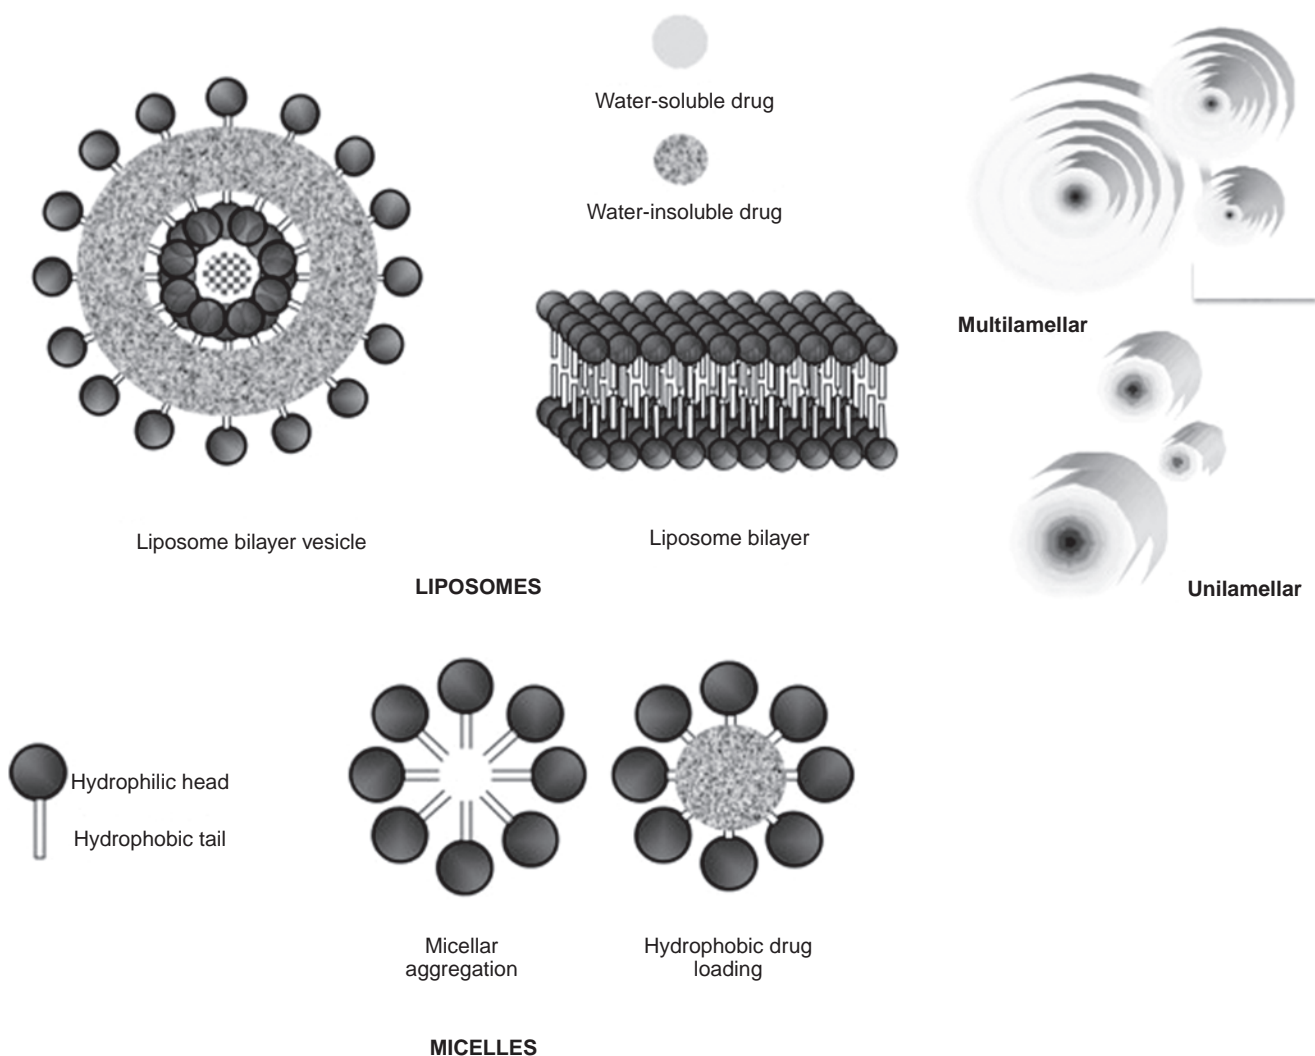 Water-soluble drug
Water-insoluble drug
Multilamellar
Liposome bilayer vesicle
Liposome bilayer
LIPOSOMES
Unilamellar
Hydrophilic head
Hydrophobic tail
Micellar
aggregation
Hydrophobic drug
loading
MICELLES